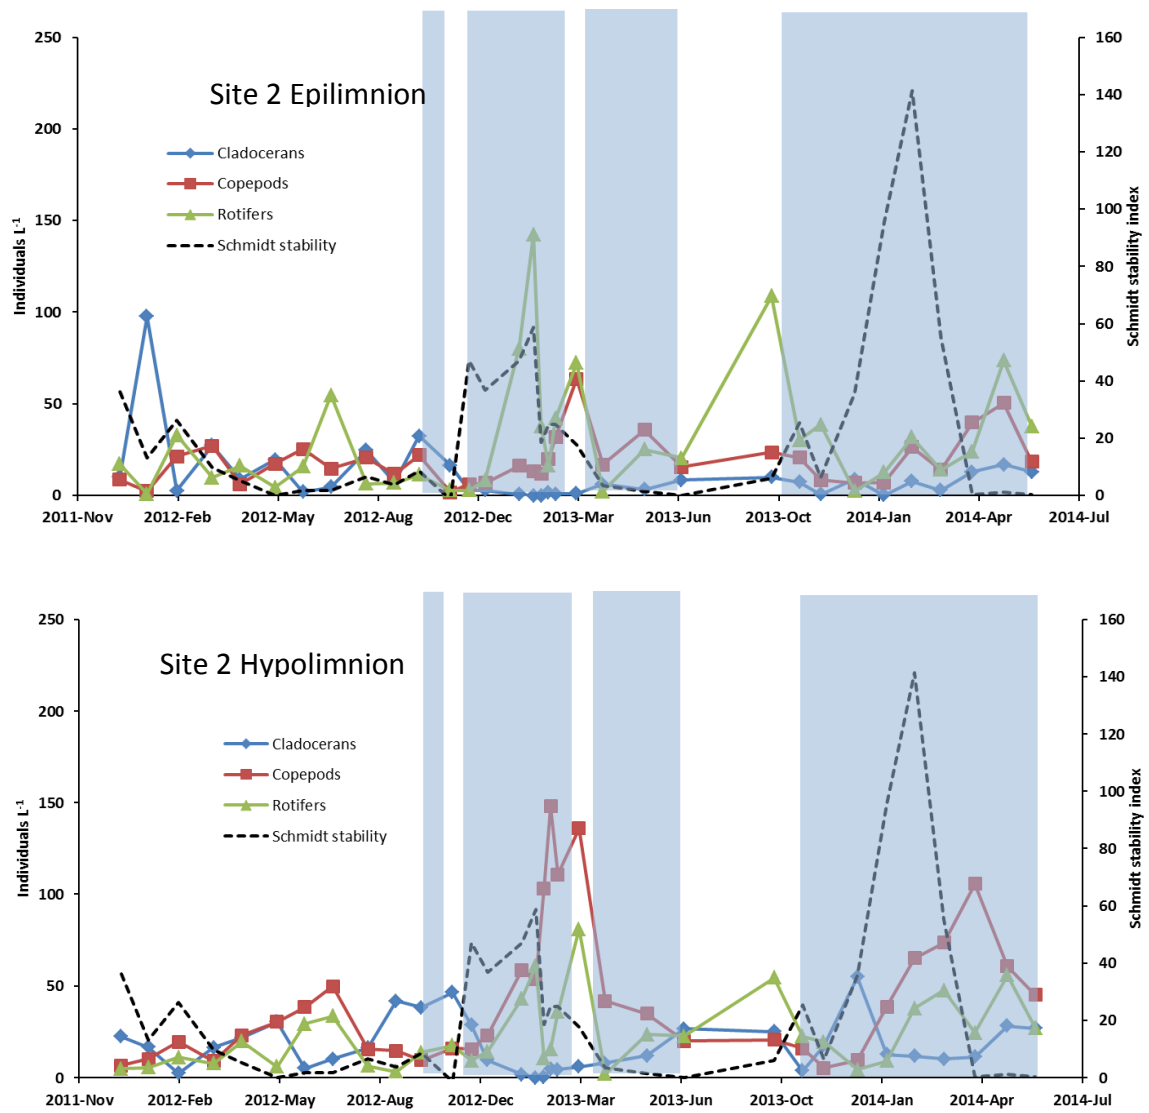 Site 2 Epilimnion
Cladocerans
Copepods
Rotifers
Schmidt stability
Individuals L-1
250
200
150
100
50
0
160
140
120
100
80
60
40
20
0
Schmidt stability index
2011-Nov 2012-Feb 2012-May 2012-Aug 2012-Dec 2013-Mar 2013-Jun 2013-Oct 2014-Jan 2014-Apr 2014-Jul
Site 2 Hypolimnion
Cladocerans
Copepods
Rotifers
Schmidt stability
Individuals L-1
250
200
150
100
50
0
160
140
120
100
80
60
40
20
0
Schmidt stability index
2011-Nov 2012-Feb 2012-May 2012-Aug 2012-Dec 2013-Mar 2013-Jun 2013-Oct 2014-Jan 2014-Apr 2014-Jul